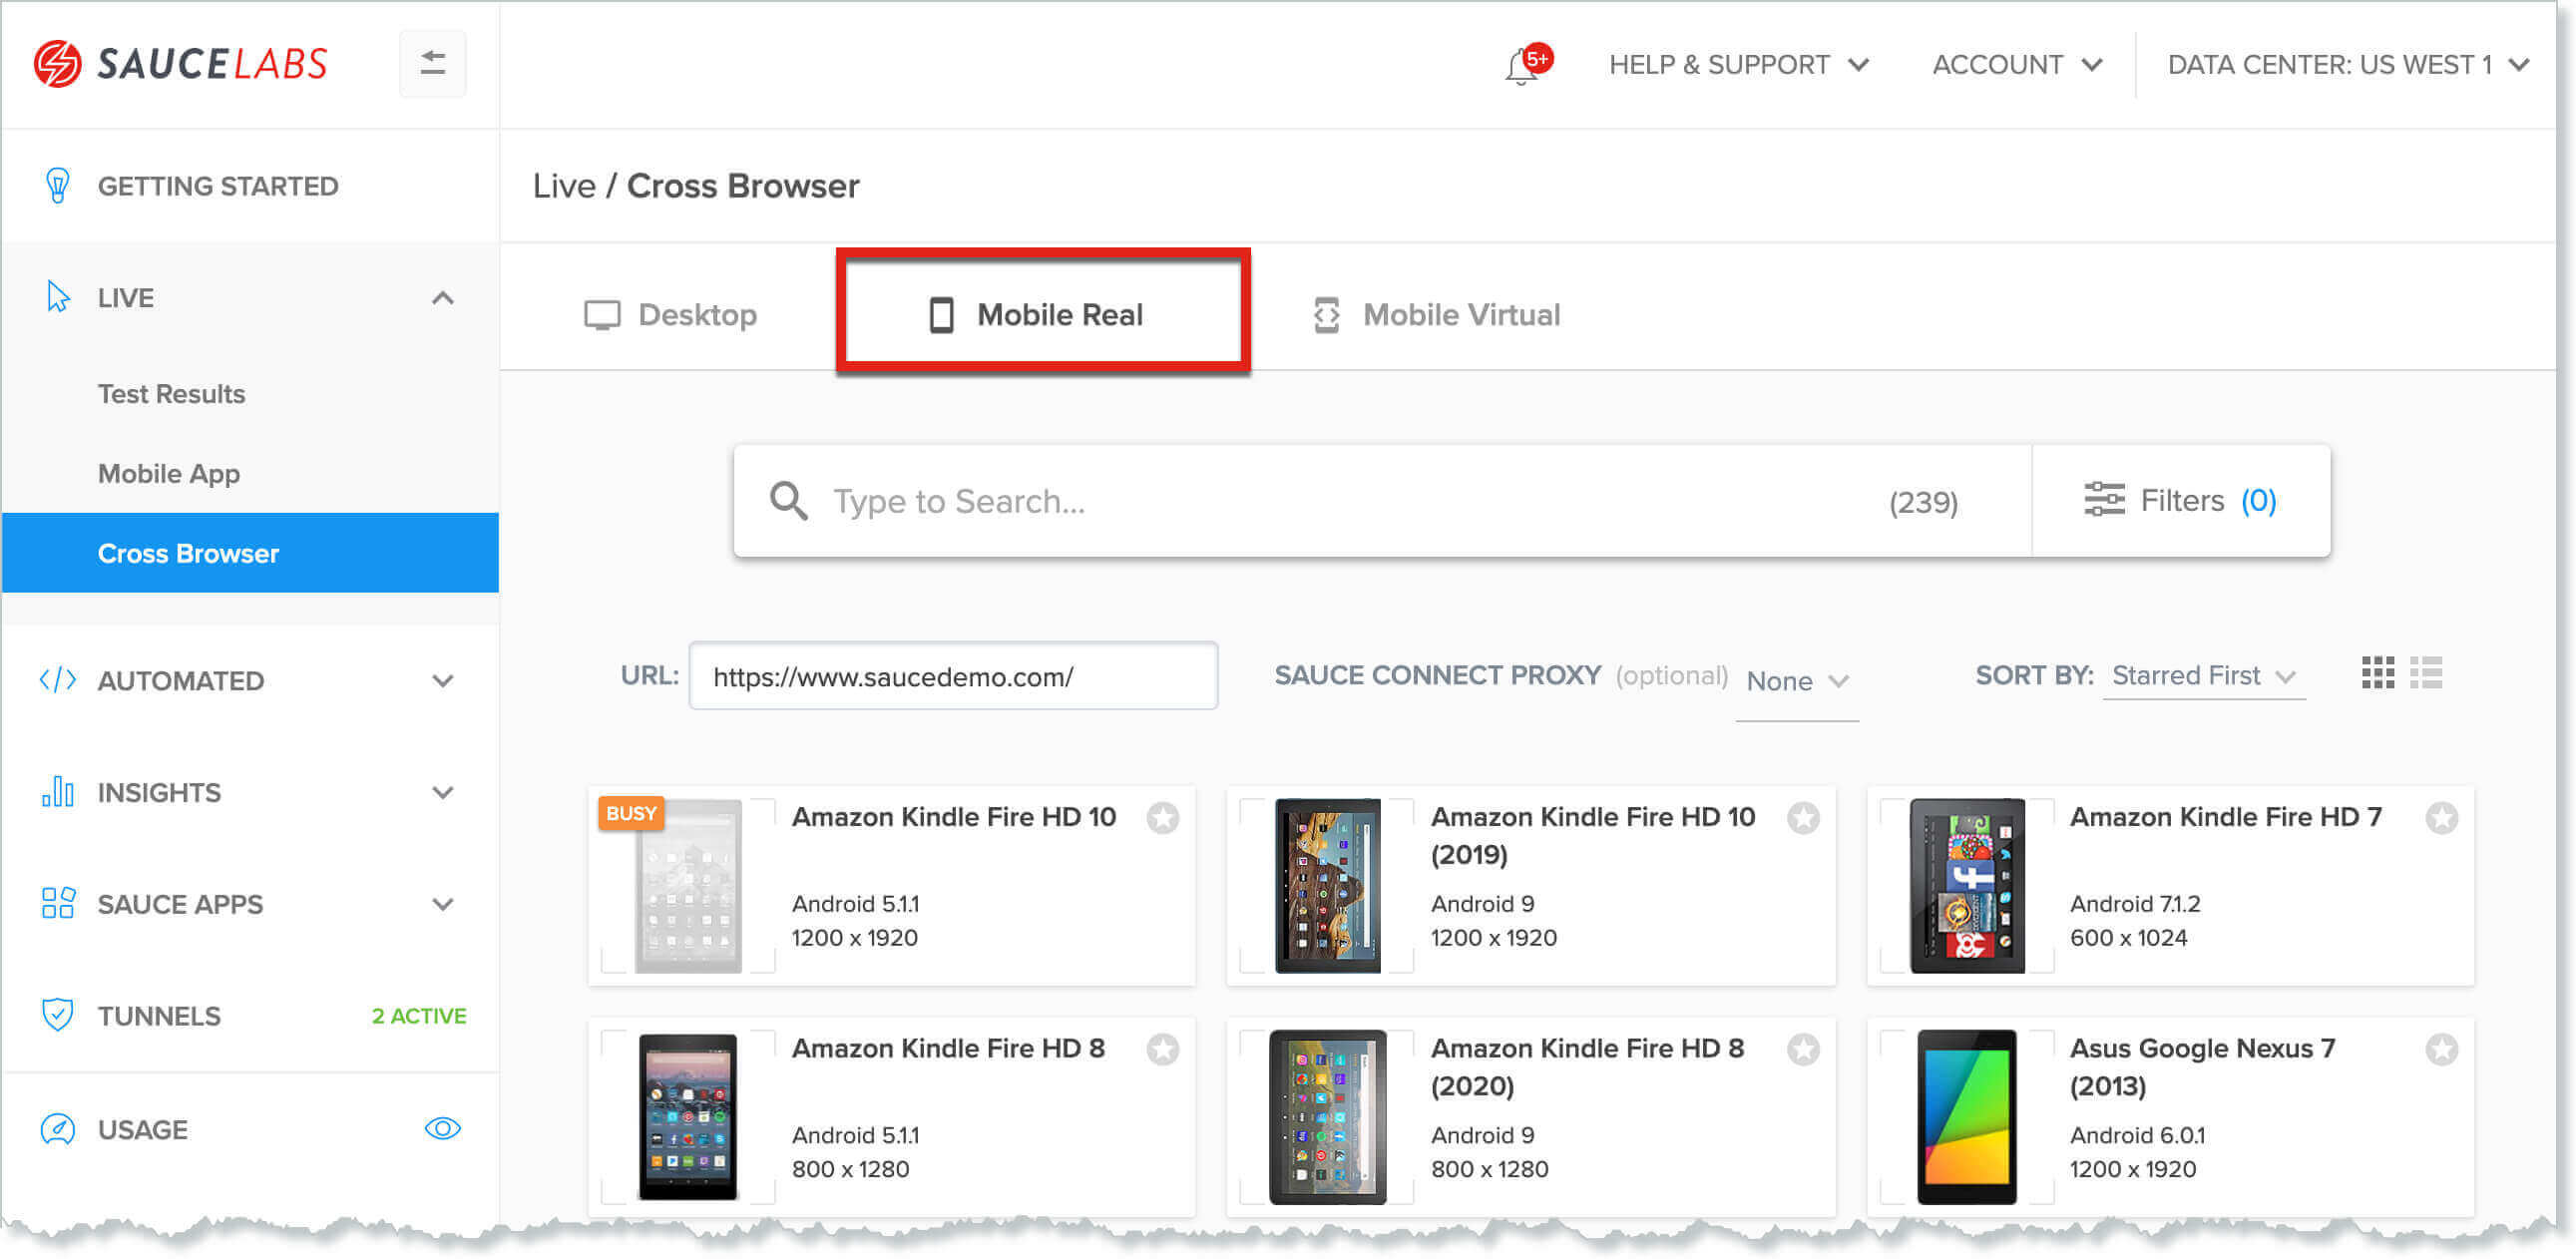 SAUCELABS
5+
HELP & SUPPORT
ACCOUNT
DATA CENTER: US WEST 1
GETTING STARTED
LIVE
Test Results
Mobile App
Cross Browser
AUTOMATED
INSIGHTS
SAUCE APPS
TUNNELS
2 ACTIVE
USAGE
Live / Cross Browser
Desktop
Mobile Real
Mobile Virtual
Type to Search...
(239)
Filters (0)
URL:
https://www.saucedemo.com/
SAUCE CONNECT PROXY (optional)
None
SORT BY:
Starred First
BUSY
Amazon Kindle Fire HD 10
Android 5.1.1
1200 x 1920
Amazon Kindle Fire HD 10
(2019)
Android 9
1200 x 1920
Amazon Kindle Fire HD 7
Android 7.1.2
600 x 1024
Amazon Kindle Fire HD 8
Android 5.1.1
800 x 1280
Amazon Kindle Fire HD 8
(2020)
Android 9
800 x 1280
Asus Google Nexus 7
(2013)
Android 6.0.1
1200 x 1920